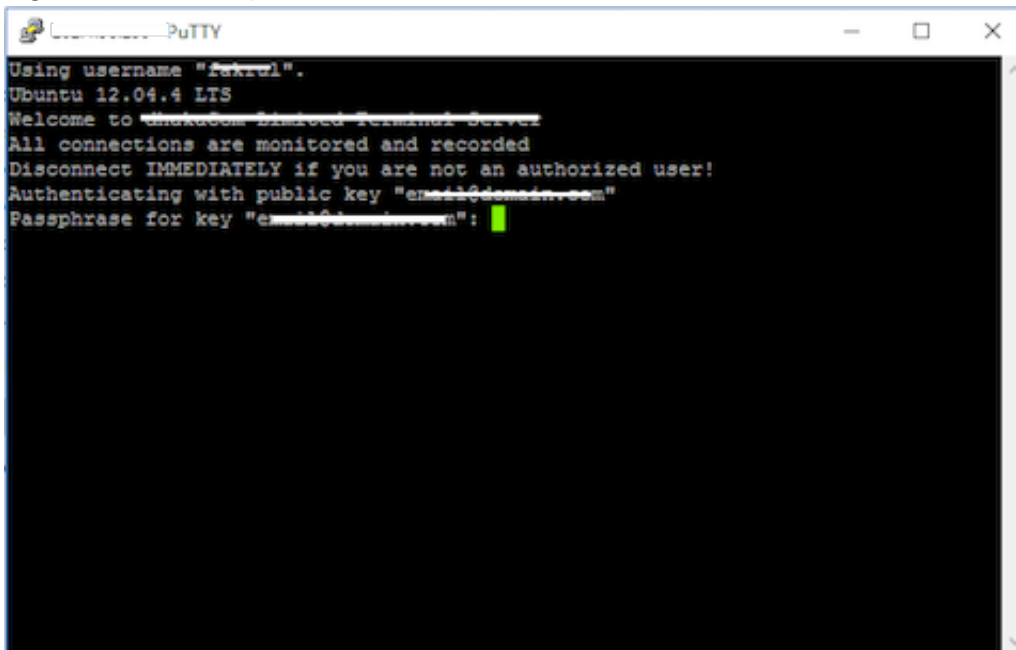 PuTTY
Using username "
Ubuntu 12.04.4 LTS
Welcome to
All connections are monitored and recorded
Disconnect IMMEDIATELY if you are not an authorized user!
Authenticating with public key "
Passphrase for key "